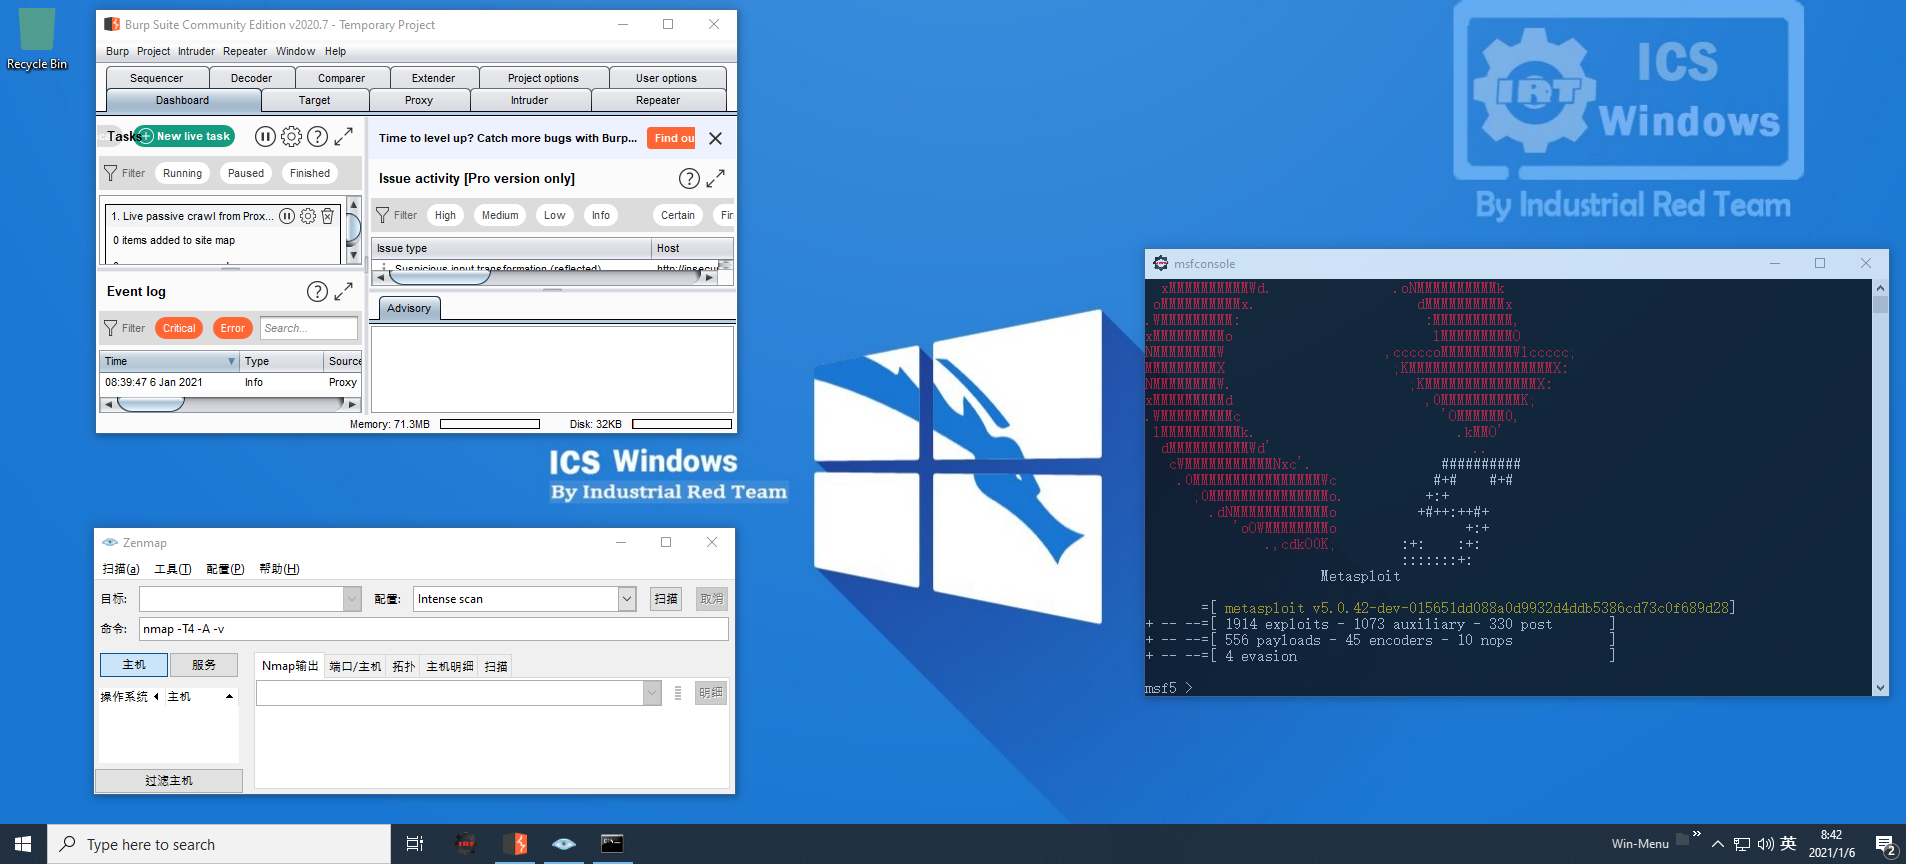 Recycle Bin
Burp Suite Community Edition v2020.7 - Temporary Project
Burp Project Intruder Repeater Window Help
Sequencer Decoder Comparer Extender Project options User options
Dashboard Target Proxy Intruder Repeater
Tasks
New live task
Filter Running Paused Finished
1. Live passive crawl from Prox...
0 items added to site map
Event log
Filter Critical Error Search...
Time Type Source
08:39:47 6 Jan 2021 Info Proxy
Time to level up? Catch more bugs with Burp... Find ou
Issue activity [Pro version only]
Filter High Medium Low Info Certain Fir
Issue type Host
Suspicious input transformation (reflected) http://insecu
Advisory
Memory: 71.3MB Disk: 32KB
ICS Windows
By Industrial Red Team
IRT
ICS
Windows
By Industrial Red Team
Zenmap
扫描(a) 工具(T) 配置(P) 帮助(H)
目标: 配置: Intense scan 扫描 取消
命令: nmap -T4 -A -v
主机 服务
操作系统 主机
过滤主机
Nmap输出 端口/主机 拓扑 主机明细 扫描
明细
msfconsole
Metasploit
=[ metasploit v5.0.42-dev-015651dd088a0d9932d4ddb5386cd73c0f689d28]
+ -- --=[ 1914 exploits - 1073 auxiliary - 330 post ]
+ -- --=[ 556 payloads - 45 encoders - 10 nops ]
+ -- --=[ 4 evasion ]
msf5 >
Type here to search
Win-Menu
英
8:42
2021/1/6
2